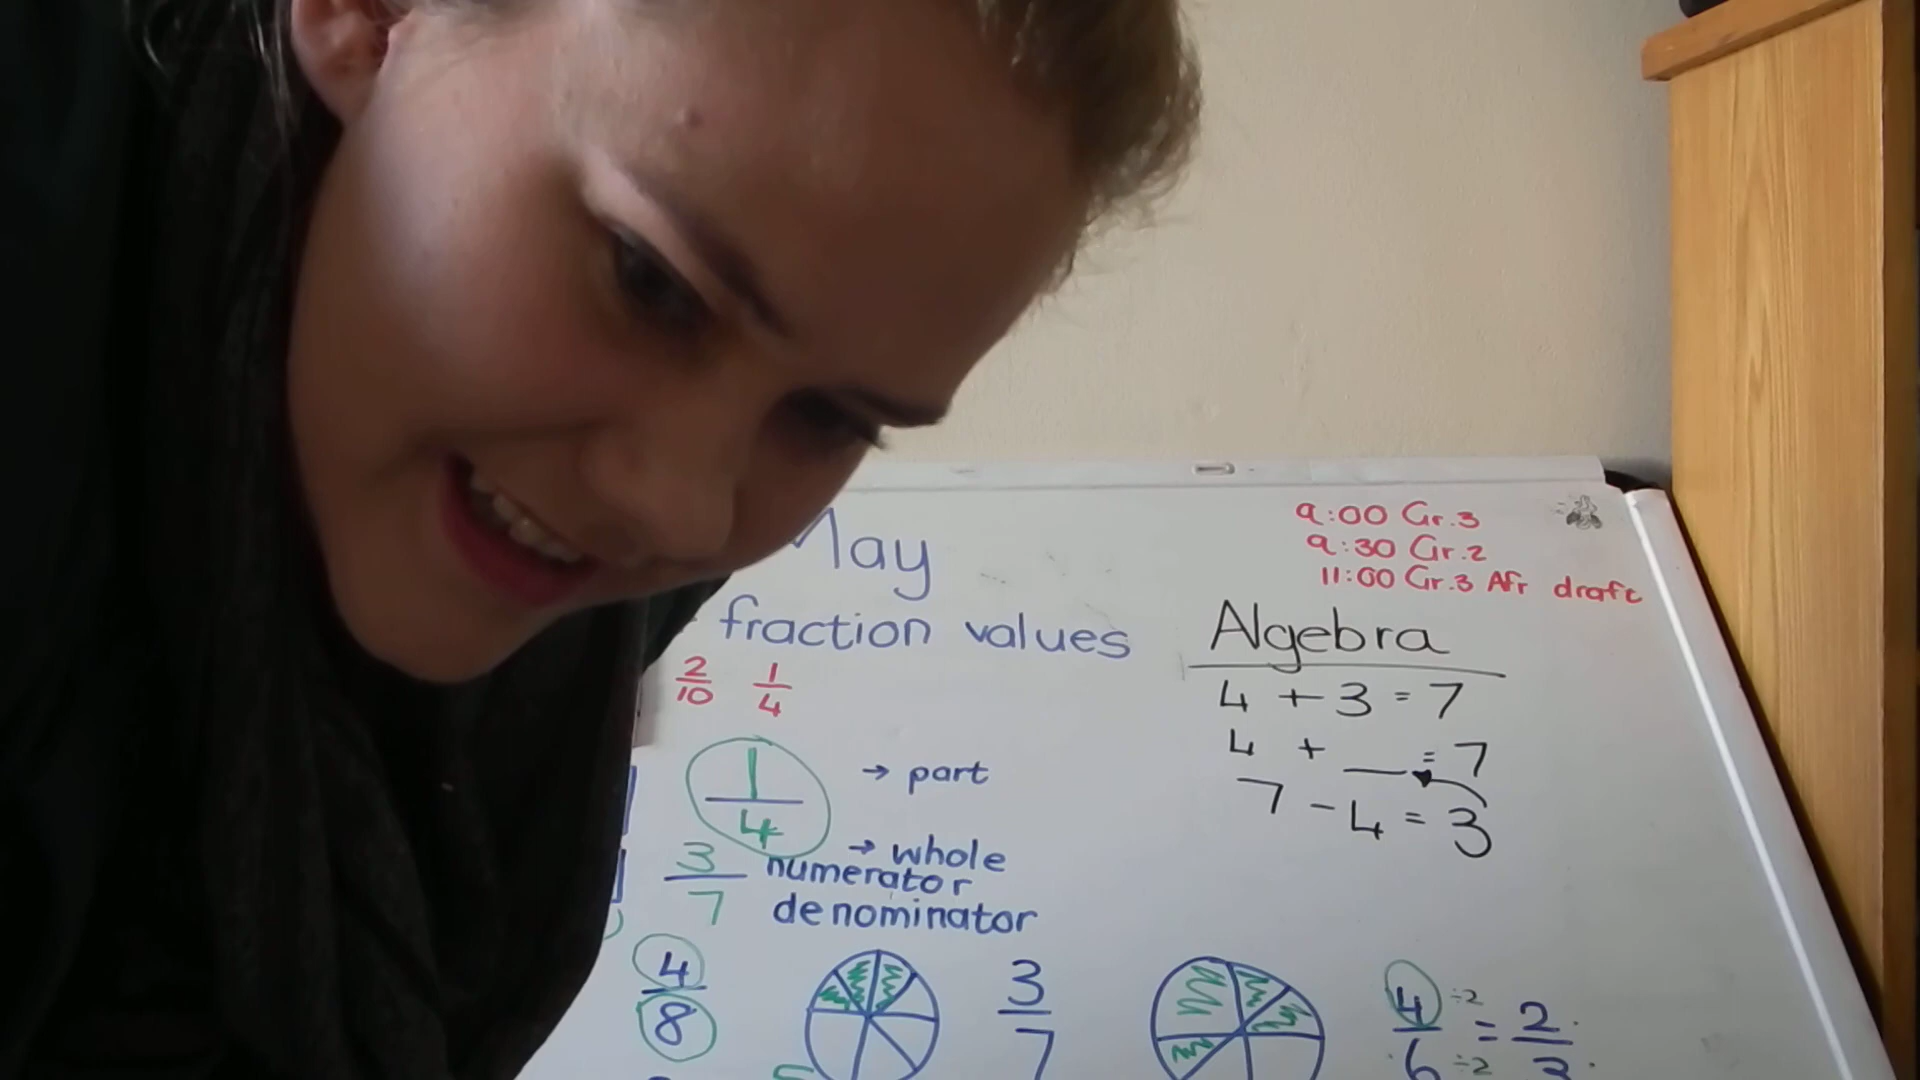 May
9:00 Gr.3
9:30 Gr.2
11:00 Gr.3 Afr draft
fraction values
2/10 1/4
1/4 → part
→ whole
3/7 numerator
denominator
4/8
3/7
4/6 ÷2 ÷2 = 2/3
Algebra
4 + 3 = 7
4 + __ = 7
7 - 4 = 3